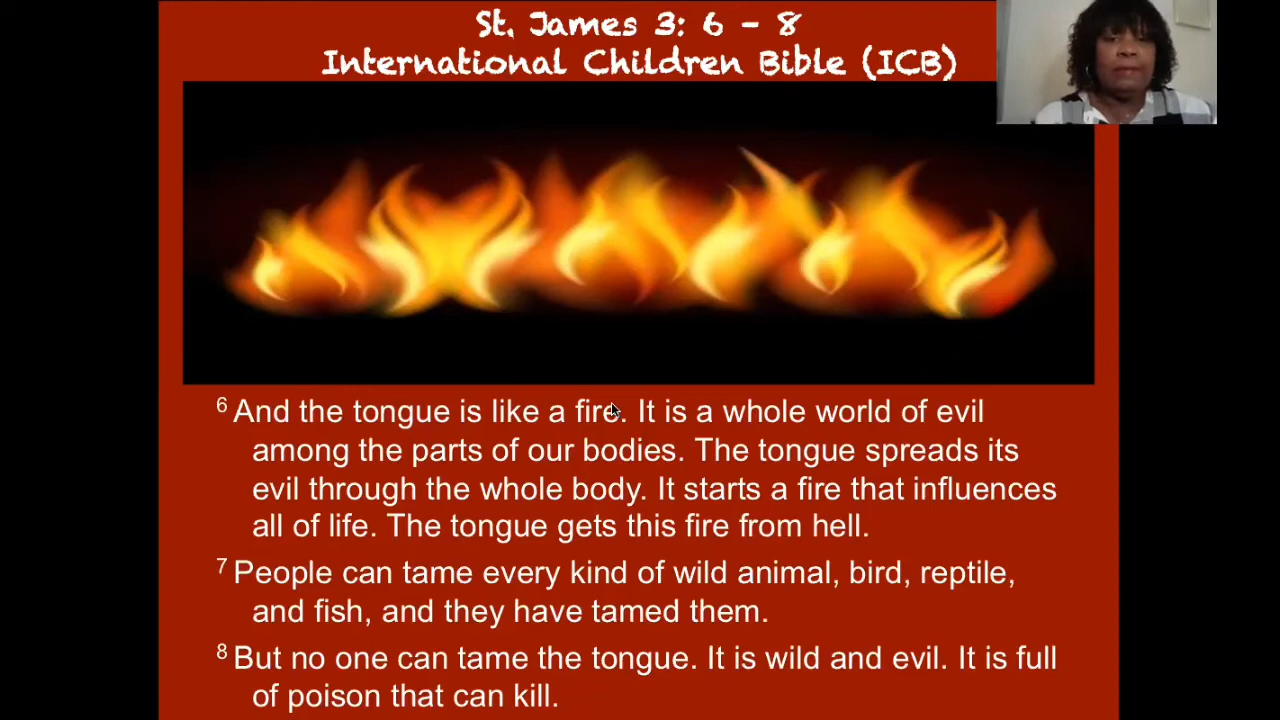 St. James 3: 6 - 8
International Children Bible (ICB)
6 And the tongue is like a fire. It is a whole world of evil
among the parts of our bodies. The tongue spreads its
evil through the whole body. It starts a fire that influences
all of life. The tongue gets this fire from hell.
7 People can tame every kind of wild animal, bird, reptile,
and fish, and they have tamed them.
8 But no one can tame the tongue. It is wild and evil. It is full
of poison that can kill.